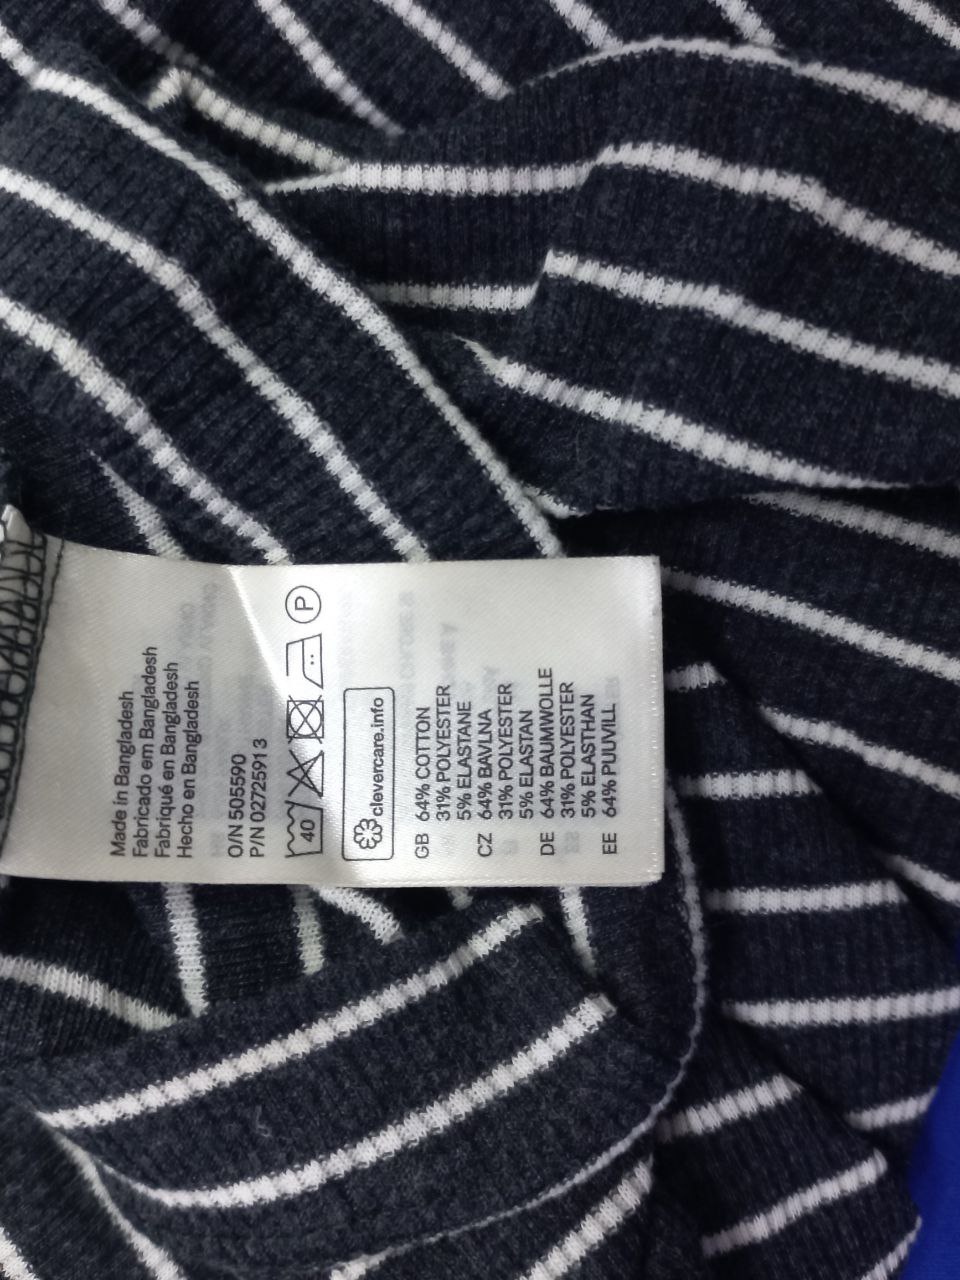 Made in Bangladesh
Fabricado em Bangladesh
Fabriqué en Bangladesh
Hecho en Bangladesh
O/N 505590
P/N 02725913
40
P
clevercare.info
GB 64% COTTON
31% POLYESTER
5% ELASTANE
CZ 64% BAVLNA
31% POLYESTER
5% ELASTAN
DE 64% BAUMWOLLE
31% POLYESTER
5% ELASTHAN
EE 64% PUUVILL